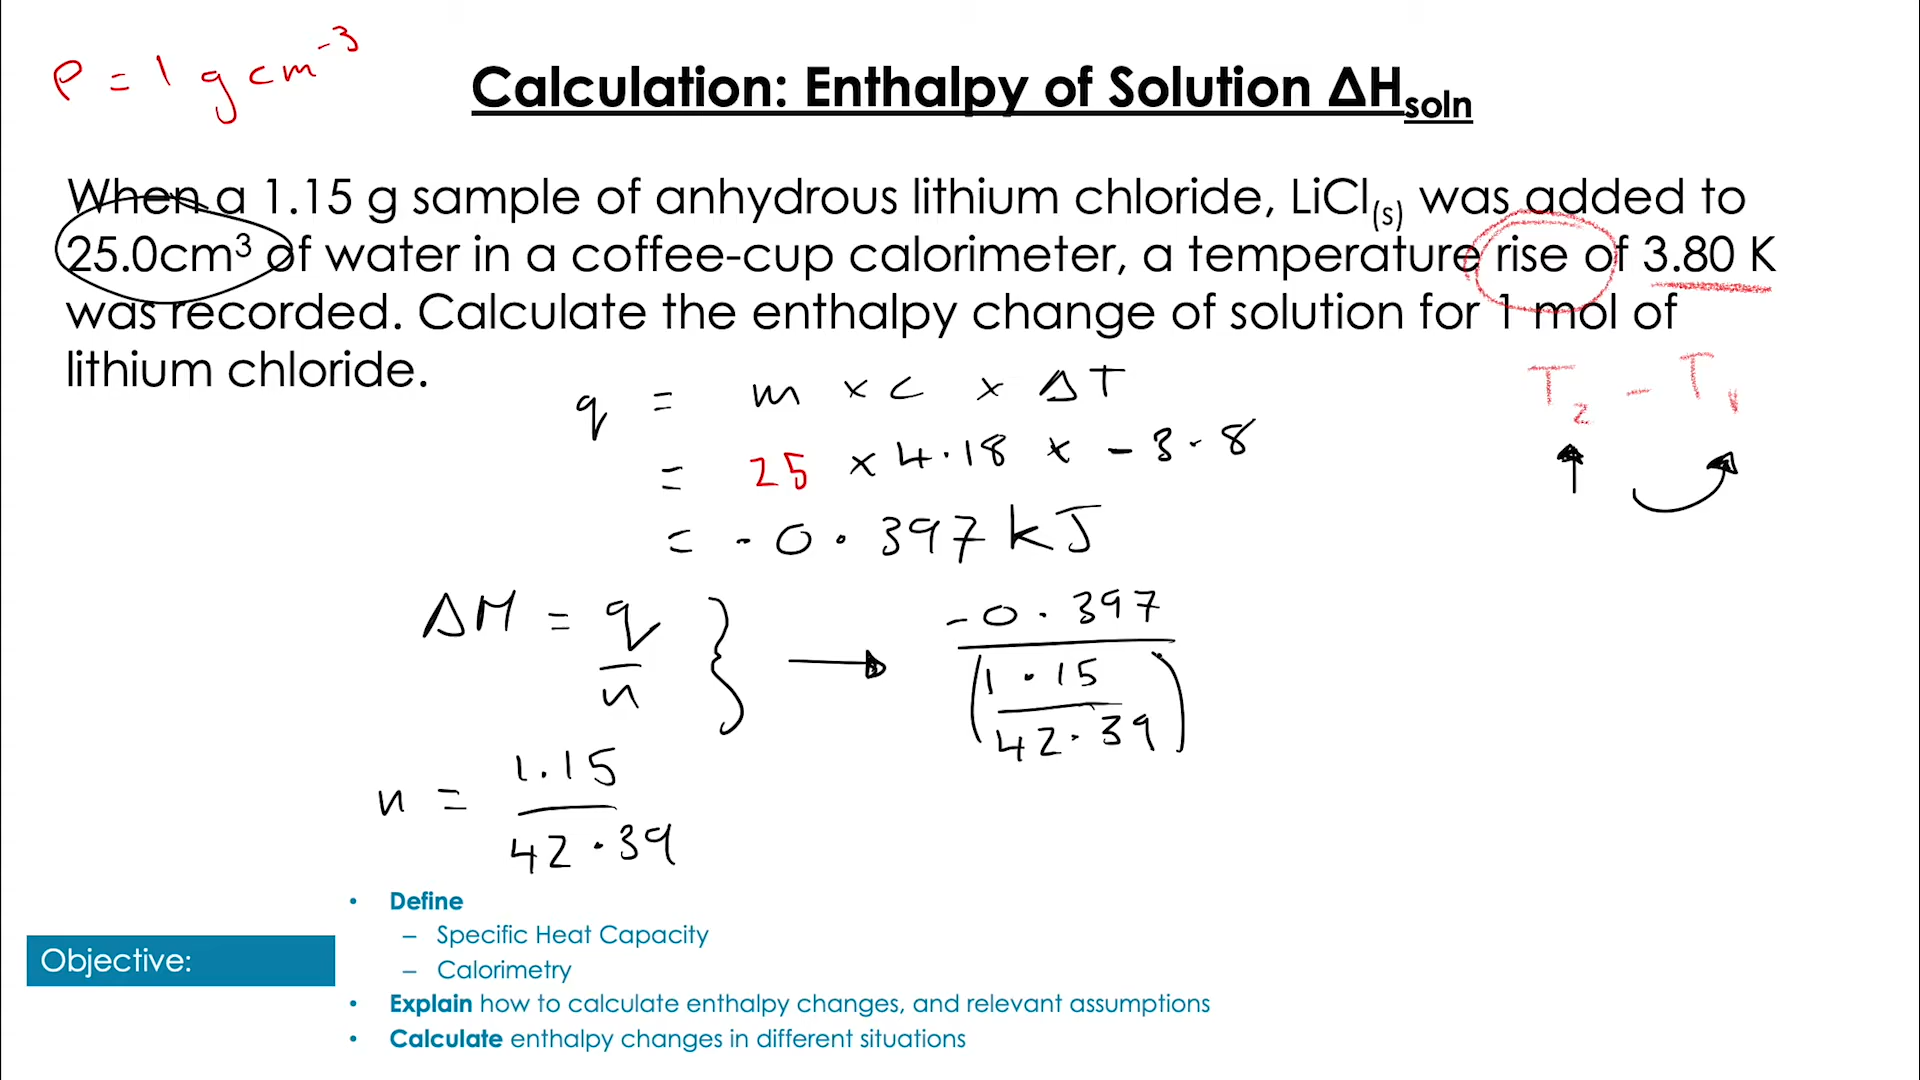 ρ = 1 g cm⁻³
Calculation: Enthalpy of Solution ΔHsoln
When a 1.15 g sample of anhydrous lithium chloride, LiCl(s) was added to
25.0cm³ of water in a coffee-cup calorimeter, a temperature rise of 3.80 K
was recorded. Calculate the enthalpy change of solution for 1 mol of
lithium chloride.
q = m × c × ΔT
T₂ - T₁
= 25 × 4.18 × -3.8
= -0.397 kJ
ΔH = q
n
-0.397
(1.15
42.39)
n = 1.15
42.39
• Define
– Specific Heat Capacity
Objective:
– Calorimetry
• Explain how to calculate enthalpy changes, and relevant assumptions
• Calculate enthalpy changes in different situations